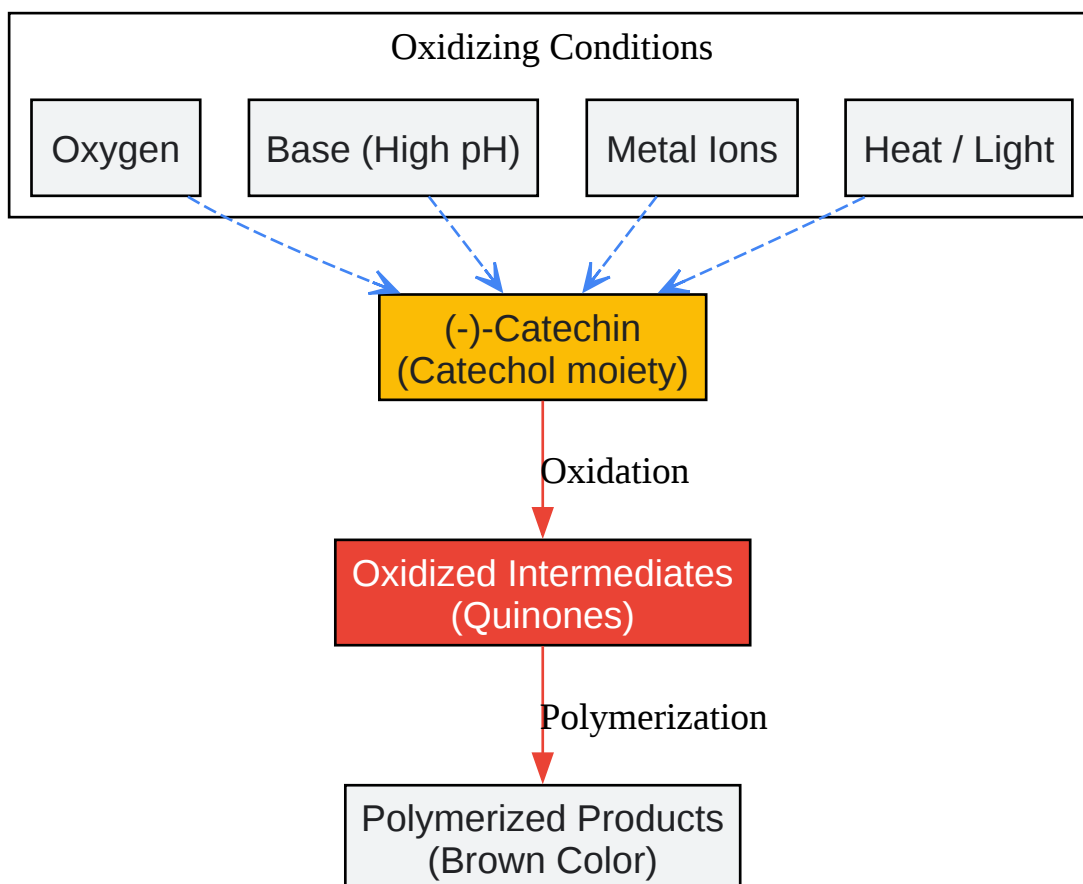 Oxidizing Conditions
Oxygen
Base (High pH)
Metal Ions
Heat / Light
(-)-Catechin
(Catechol moiety)
Oxidation
Oxidized Intermediates
(Quinones)
Polymerization
Polymerized Products
(Brown Color)